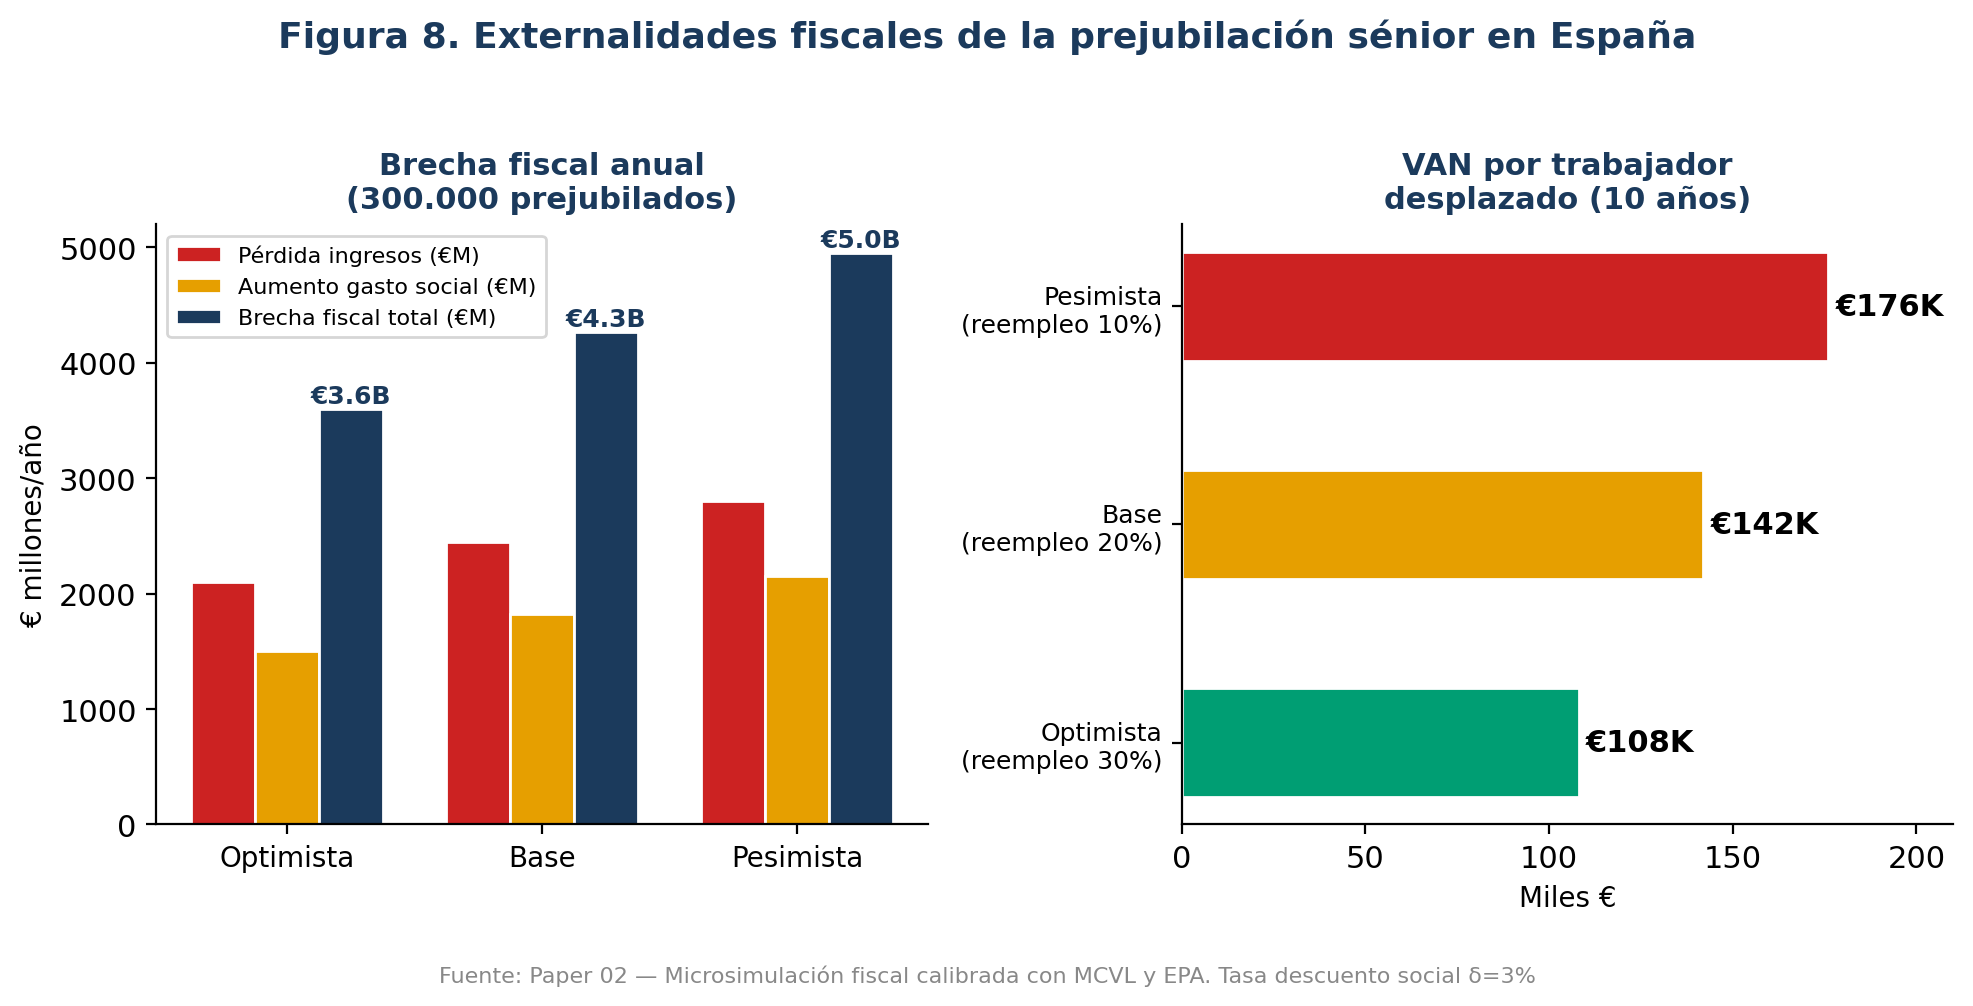 Figura 8. Externalidades fiscales de la prejubilación sénior en España
Brecha fiscal anual
(300.000 prejubilados)
€ millones/año
5000
4000
3000
2000
1000
0
Pérdida ingresos (€M)
Aumento gasto social (€M)
Brecha fiscal total (€M)
€3.6B
€4.3B
€5.0B
Optimista
Base
Pesimista
VAN por trabajador
desplazado (10 años)
Pesimista
(reempleo 10%)
€176K
Base
(reempleo 20%)
€142K
Optimista
(reempleo 30%)
€108K
0
50
100
150
200
Miles €
Fuente: Paper 02 — Microsimulación fiscal calibrada con MCVL y EPA. Tasa descuento social δ=3%